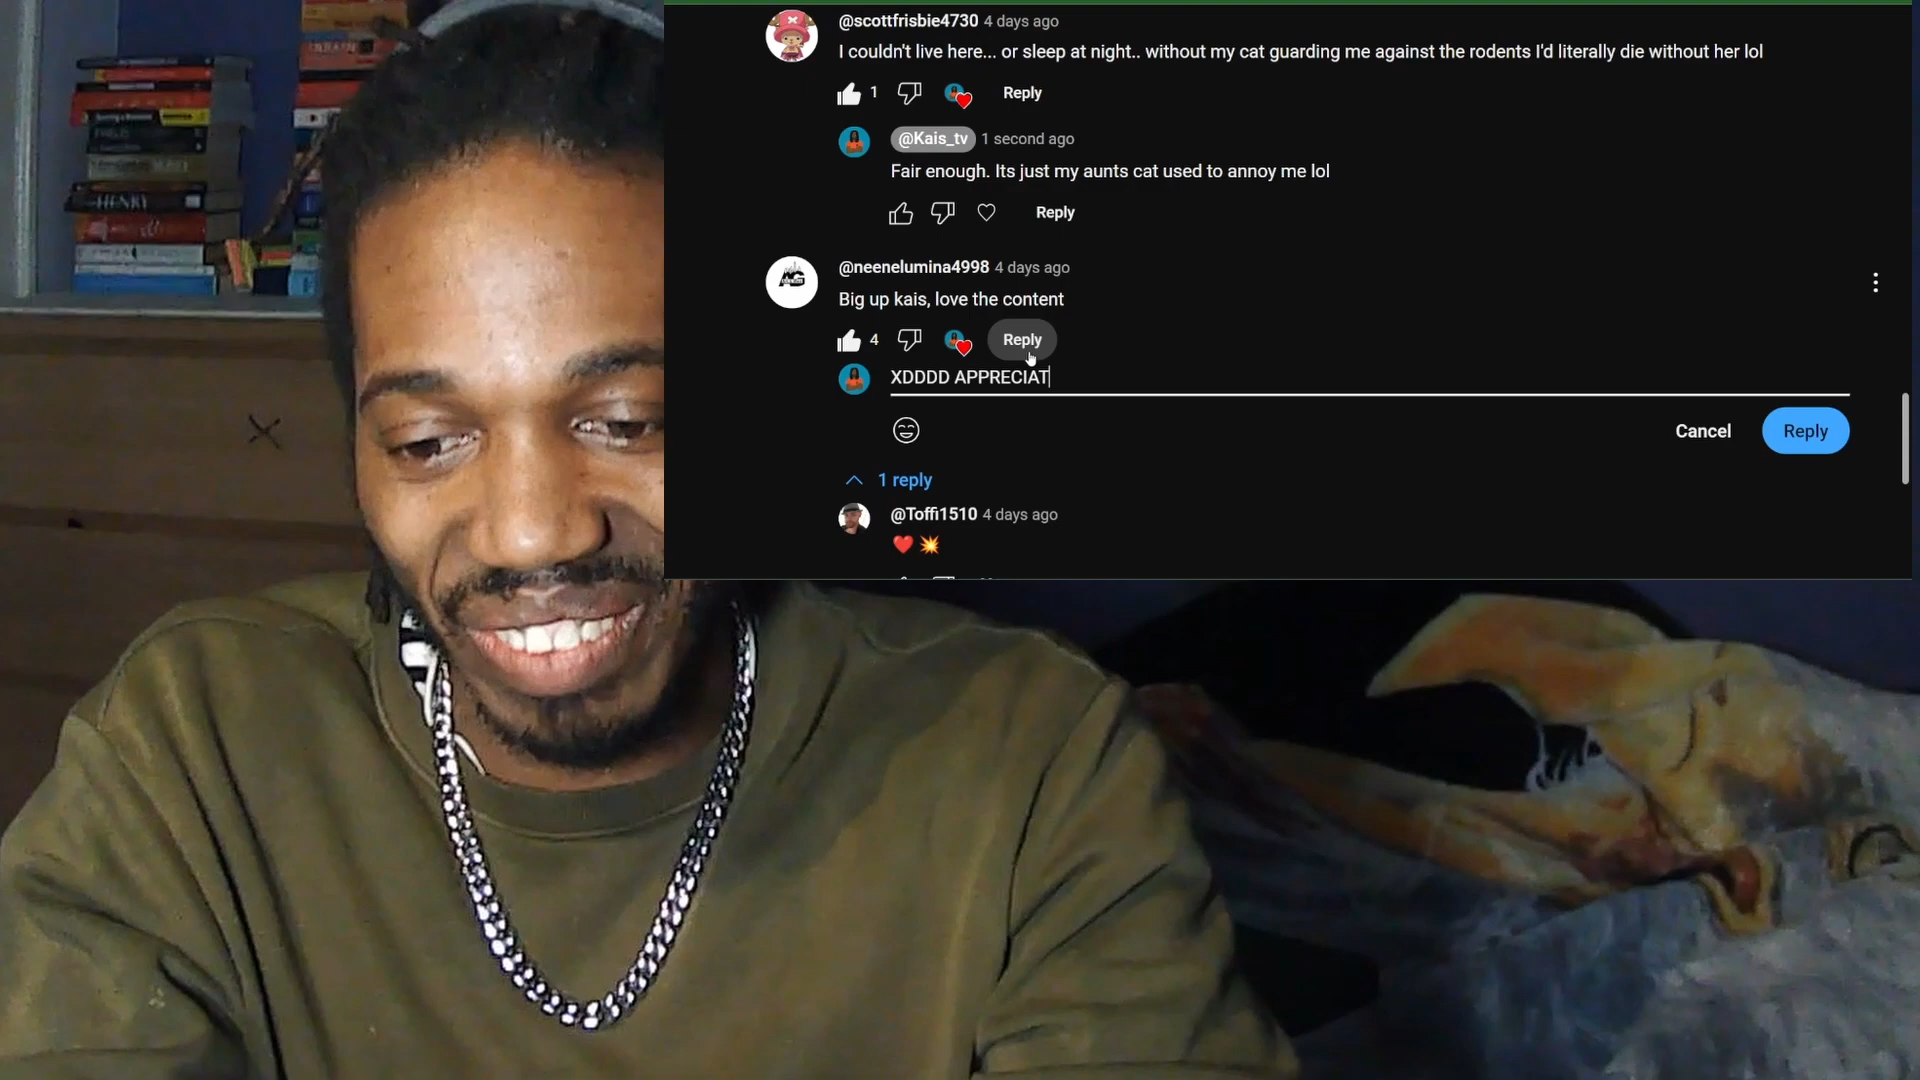 @scottfrisbie4730 4 days ago
I couldn't live here... or sleep at night.. without my cat guarding me against the rodents I'd literally die without her lol
1 Reply
@Kais_tv 1 second ago
Fair enough. Its just my aunts cat used to annoy me lol
Reply
@neenelumina4998 4 days ago
Big up kais, love the content
4 Reply
XDDDD APPRECIAT
Cancel Reply
1 reply
@Toffi1510 4 days ago
❤️💥
HENRY